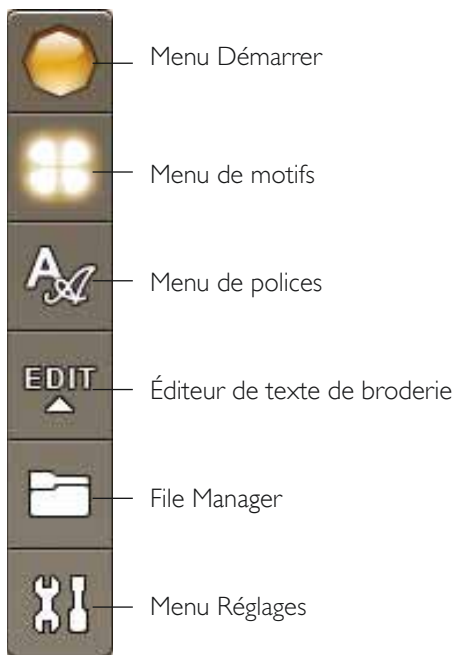 Menu Démarrer
Menu de motifs
A A
Menu de polices
EDIT
Éditeur de texte de broderie
File Manager
Menu Réglages